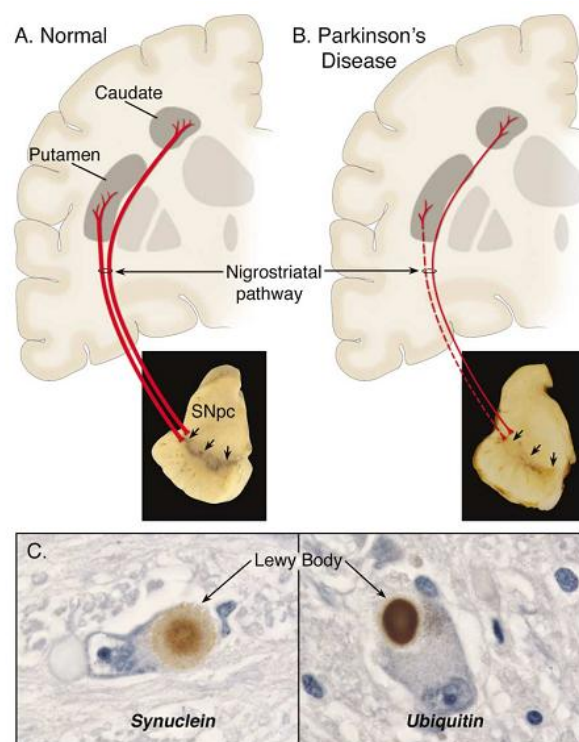 A. Normal
B. Parkinson's
Disease
Caudate
Putamen
Nigrostriatal
pathway
SNpc
C.
Lewy Body
Synuclein
Ubiquitin